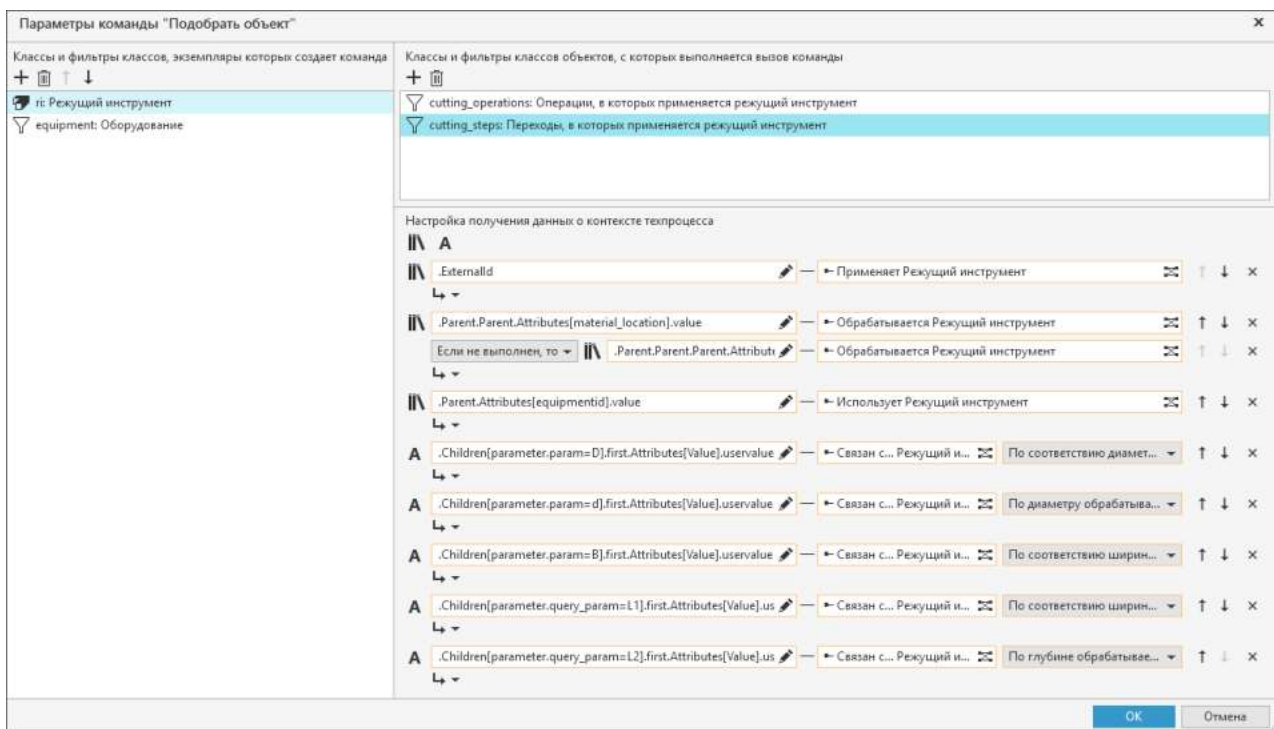 Параметры команды "Подобрать объект"
Классы и фильтры классов, экземпляры которых создает команда
ri: Режущий инструмент
equipment: Оборудование
Классы и фильтры классов объектов, с которых выполняется вызов команды
cutting_operations: Операции, в которых применяется режущий инструмент
cutting_steps: Переходы, в которых применяется режущий инструмент
Настройка получения данных о контексте техпроцесса
A
.ExternalId — Применяет Режущий инструмент
.Parent.Parent.Attributes[material_location].value — Обрабатывается Режущий инструмент
Если не выполнен, то .Parent.Parent.Parent.Attribut — Обрабатывается Режущий инструмент
.Parent.Attributes[equipmentid].value — Использует Режущий инструмент
A .Children[parameter.param=D].first.Attributes[Value].uservalue — Связан с... Режущий и... По соответствию диамет...
A .Children[parameter.param=d].first.Attributes[Value].uservalue — Связан с... Режущий и... По диаметру обрабатыва...
A .Children[parameter.param=B].first.Attributes[Value].uservalue — Связан с... Режущий и... По соответствию ширин...
A .Children[parameter.query_param=L1].first.Attributes[Value].us — Связан с... Режущий и... По соответствию ширин...
A .Children[parameter.query_param=L2].first.Attributes[Value].us — Связан с... Режущий и... По глубине обрабатывае...
OK Отмена